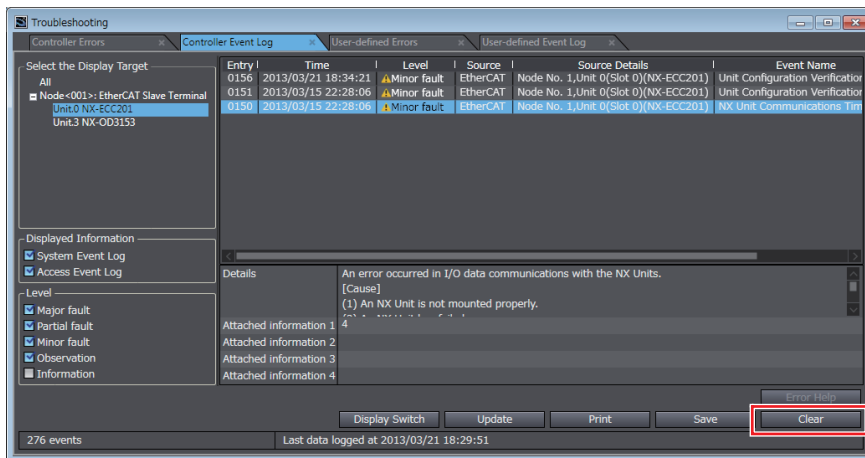 Troubleshooting
Controller Errors
Controller Event Log
User-defined Errors
User-defined Event Log
Select the Display Target
All
Node<001>: EtherCAT Slave Terminal
Unit.0 NX-ECC201
Unit.3 NX-OD3153
Entry Time Level Source Source Details Event Name
0156 2013/03/21 18:34:21 Minor fault EtherCAT Node No. 1,Unit 0(Slot 0)(NX-ECC201) Unit Configuration Verification
0151 2013/03/15 22:28:06 Minor fault EtherCAT Node No. 1,Unit 0(Slot 0)(NX-ECC201) Unit Configuration Verification
0150 2013/03/15 22:28:06 Minor fault EtherCAT Node No. 1,Unit 0(Slot 0)(NX-ECC201) NX Unit Communications Tim
Displayed Information
System Event Log
Access Event Log
Level
Major fault
Partial fault
Minor fault
Observation
Information
Details An error occurred in I/O data communications with the NX Units.
[Cause]
(1) An NX Unit is not mounted properly.
Attached information 1 4
Attached information 2
Attached information 3
Attached information 4
Error Help
Display Switch Update Print Save Clear
276 events Last data logged at 2013/03/21 18:29:51